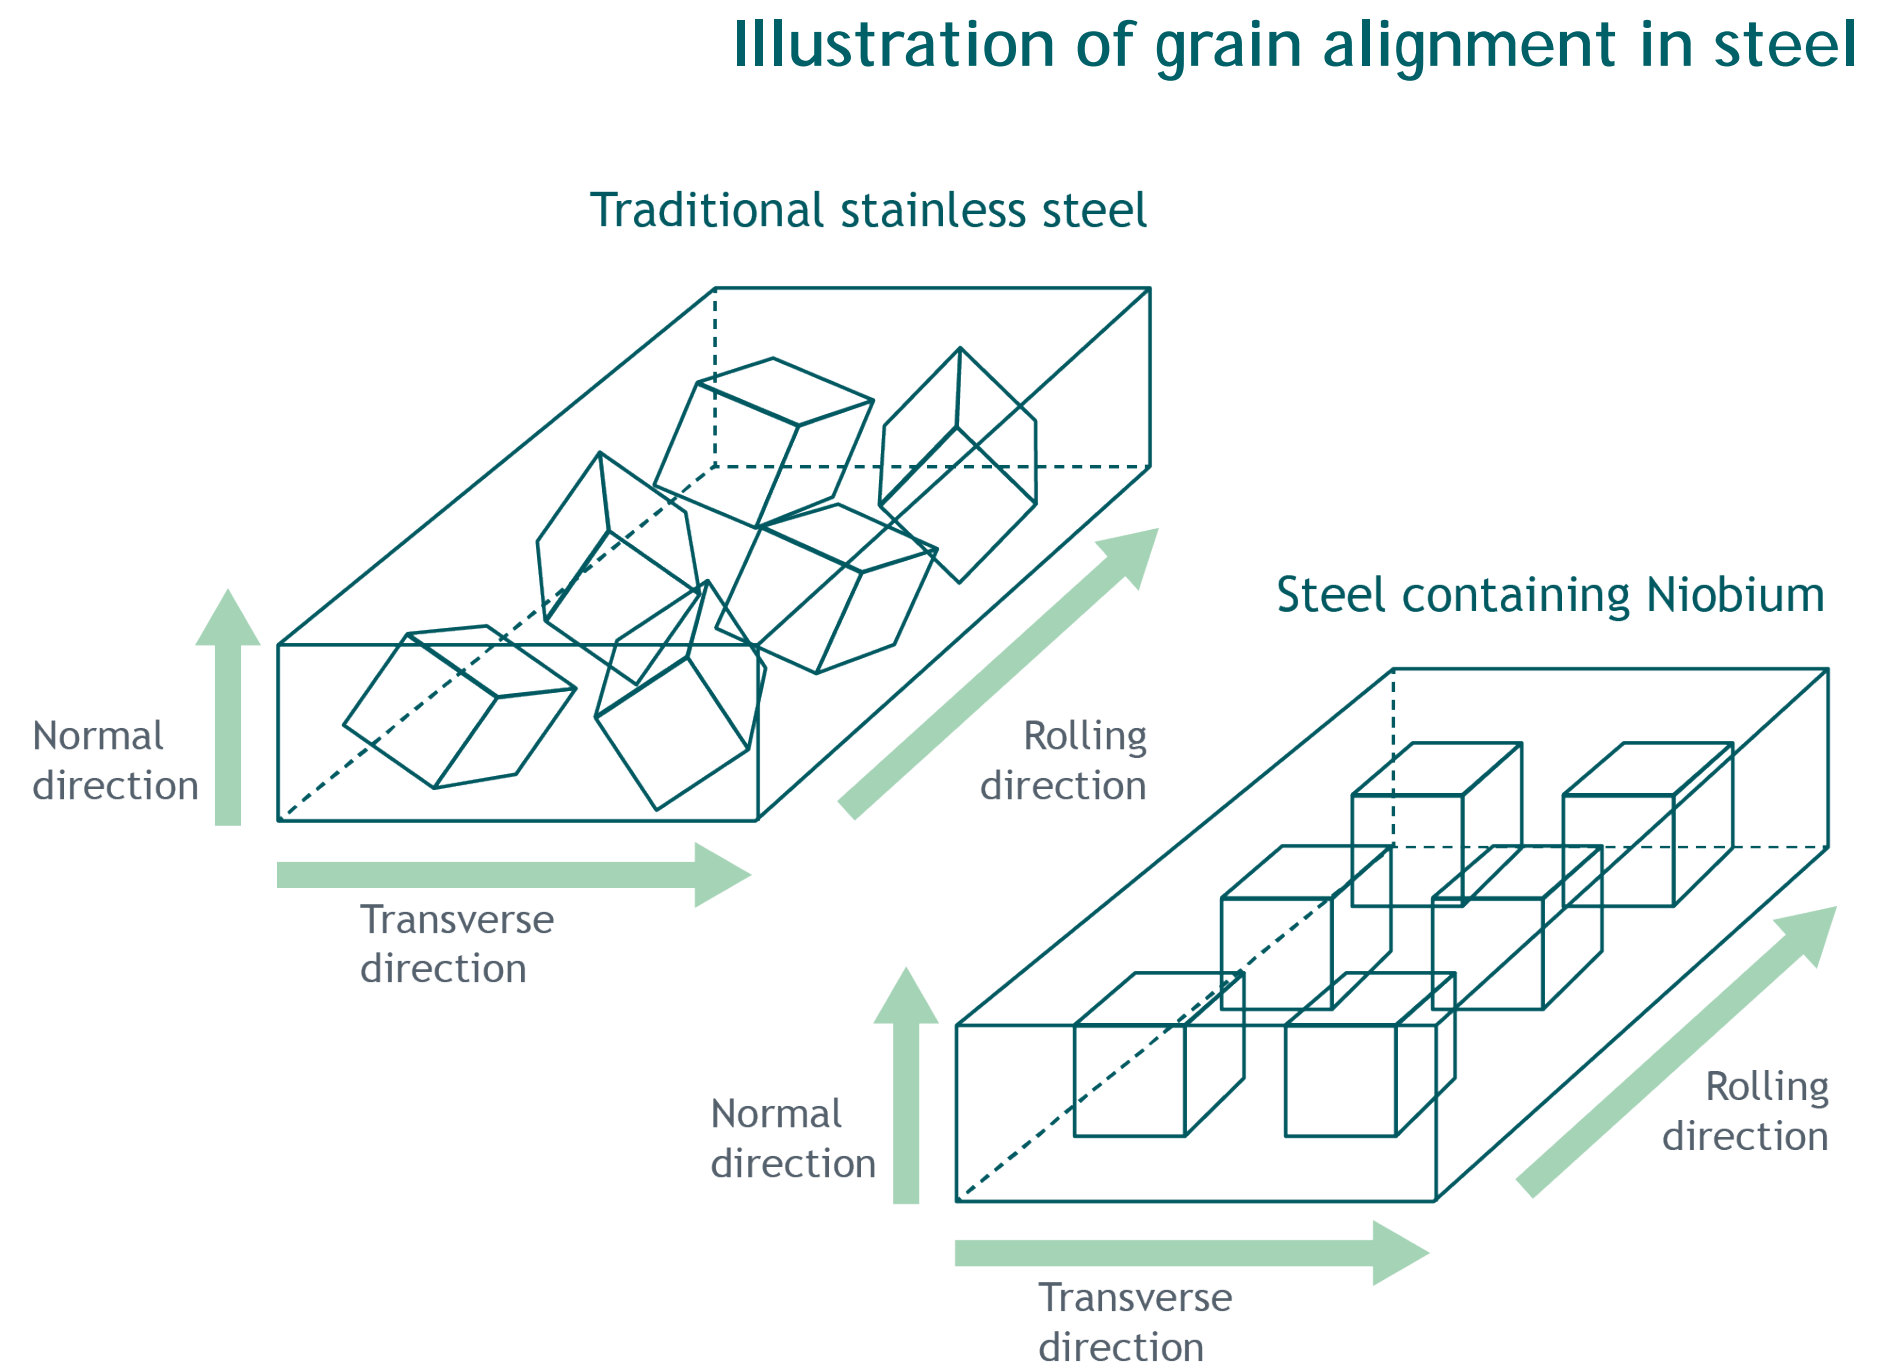 Illustration of grain alignment in steel
Traditional stainless steel
Normal
direction
Transverse
direction
Rolling
direction
Steel containing Niobium
Normal
direction
Transverse
direction
Rolling
direction